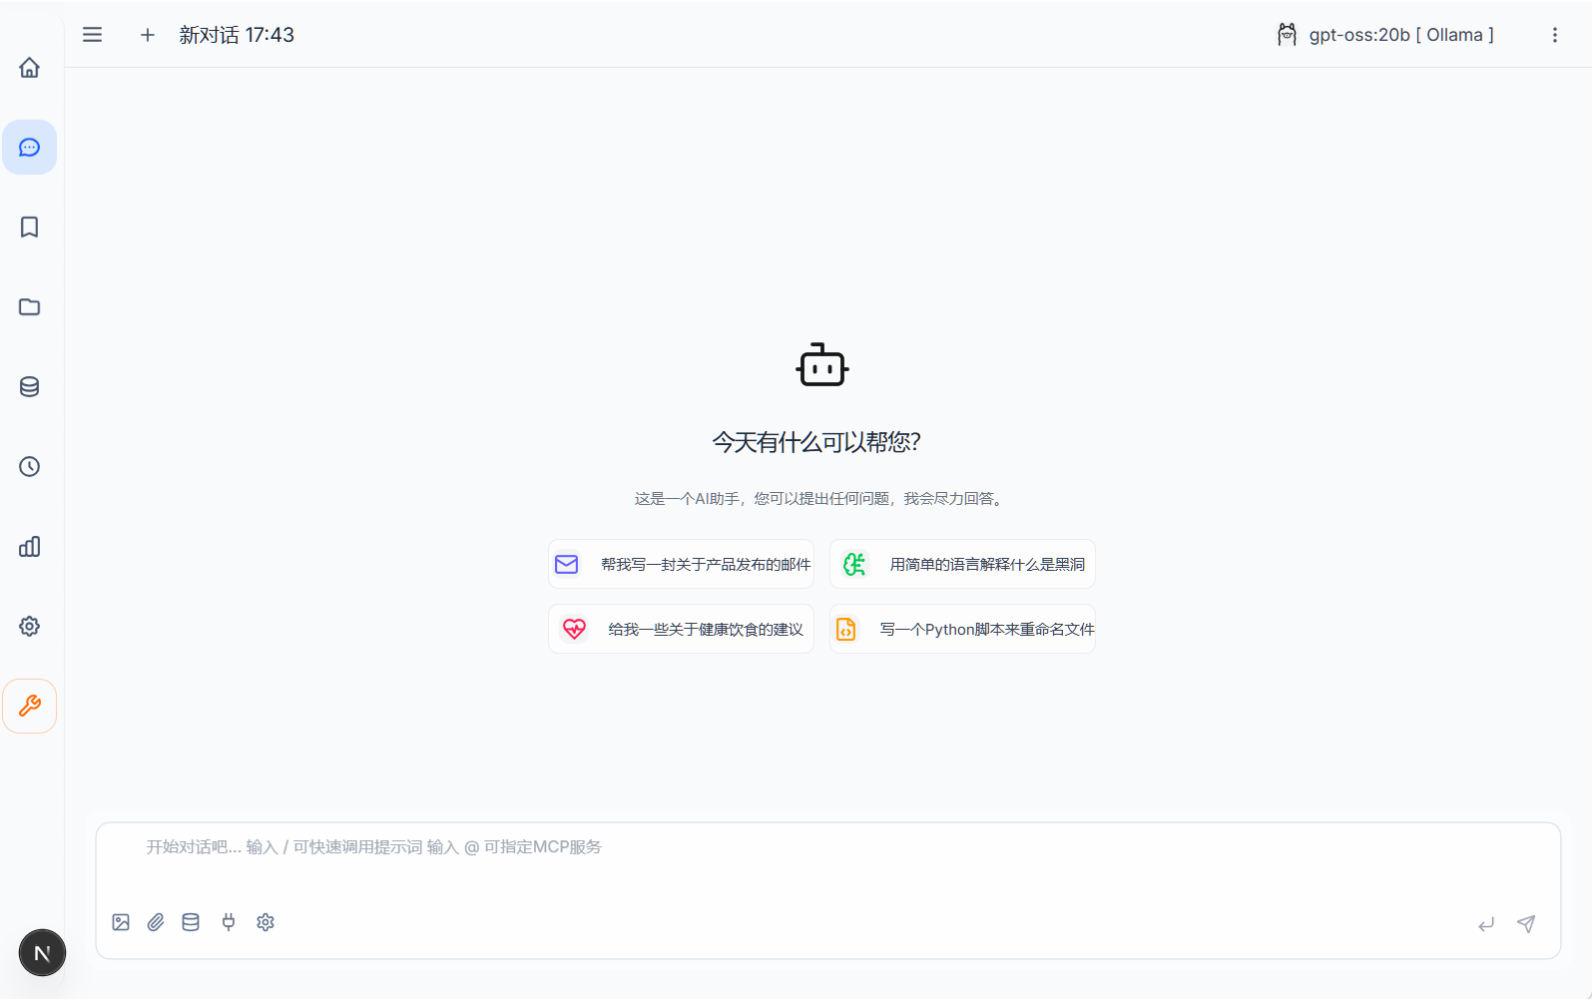 新对话 17:43
gpt-oss:20b [ Ollama ]
今天有什么可以帮您?
这是一个AI助手，您可以提出任何问题，我会尽力回答。
帮我写一封关于产品发布的邮件
用简单的语言解释什么是黑洞
给我一些关于健康饮食的建议
写一个Python脚本来重命名文件
开始对话吧... 输入 / 可快速调用提示词 输入 @ 可指定MCP服务
N